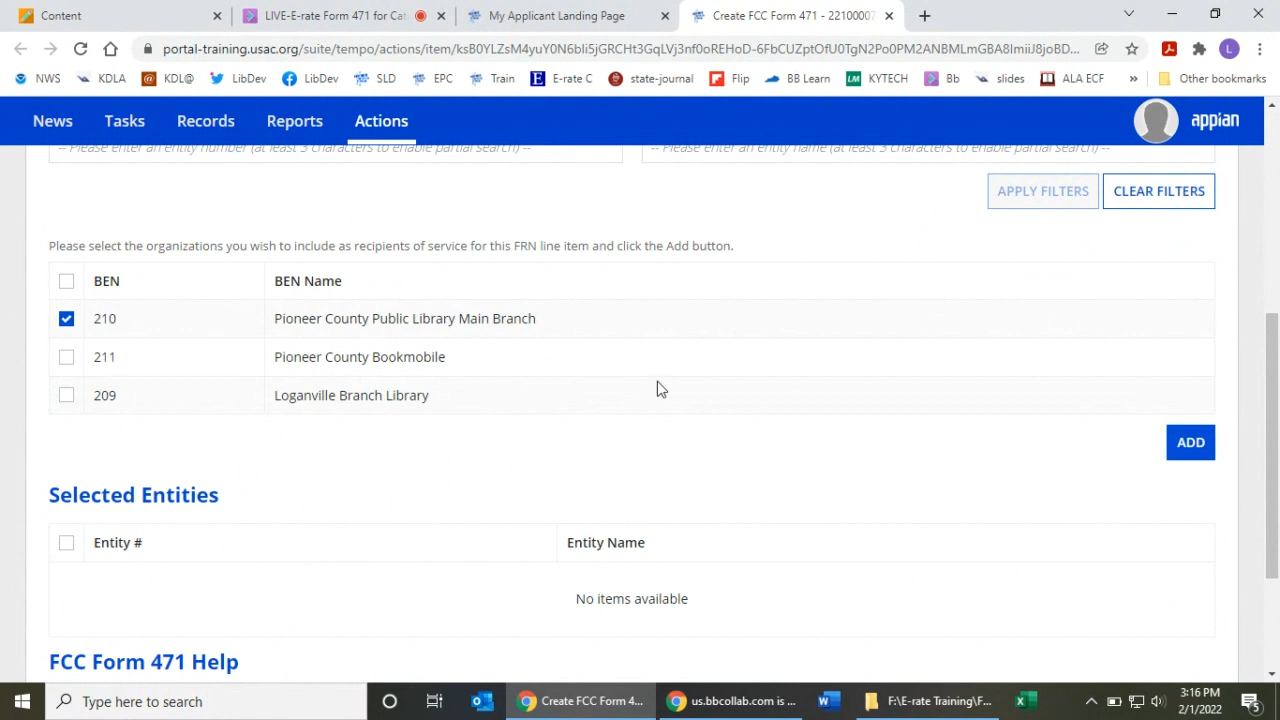 Content
LIVE-E-rate Form 471 for Cat
My Applicant Landing Page
Create FCC Form 471 - 22100007
portal-training.usac.org/suite/tempo/actions/item/
L
NWS
KDLA
KDL@
LibDev
LibDev
SLD
EPC
Train
E-rate C
state-journal
Flip
BB Learn
KYTECH
Bb
slides
ALA ECF
»
Other bookmarks
News
Tasks
Records
Reports
Actions
appian
-- Please enter an entity number (at least 3 characters to enable partial search) --
-- Please enter an entity name (at least 3 characters to enable partial search) --
APPLY FILTERS
CLEAR FILTERS
Please select the organizations you wish to include as recipients of service for this FRN line item and click the Add button.
BEN BEN Name
210 Pioneer County Public Library Main Branch
211 Pioneer County Bookmobile
209 Loganville Branch Library
ADD
Selected Entities
Entity # Entity Name
No items available
FCC Form 471 Help
Type here to search
Create FCC Form 4...
us.bbcollab.com is ...
F:\E-rate Training\F...
3:16 PM
2/1/2022
5